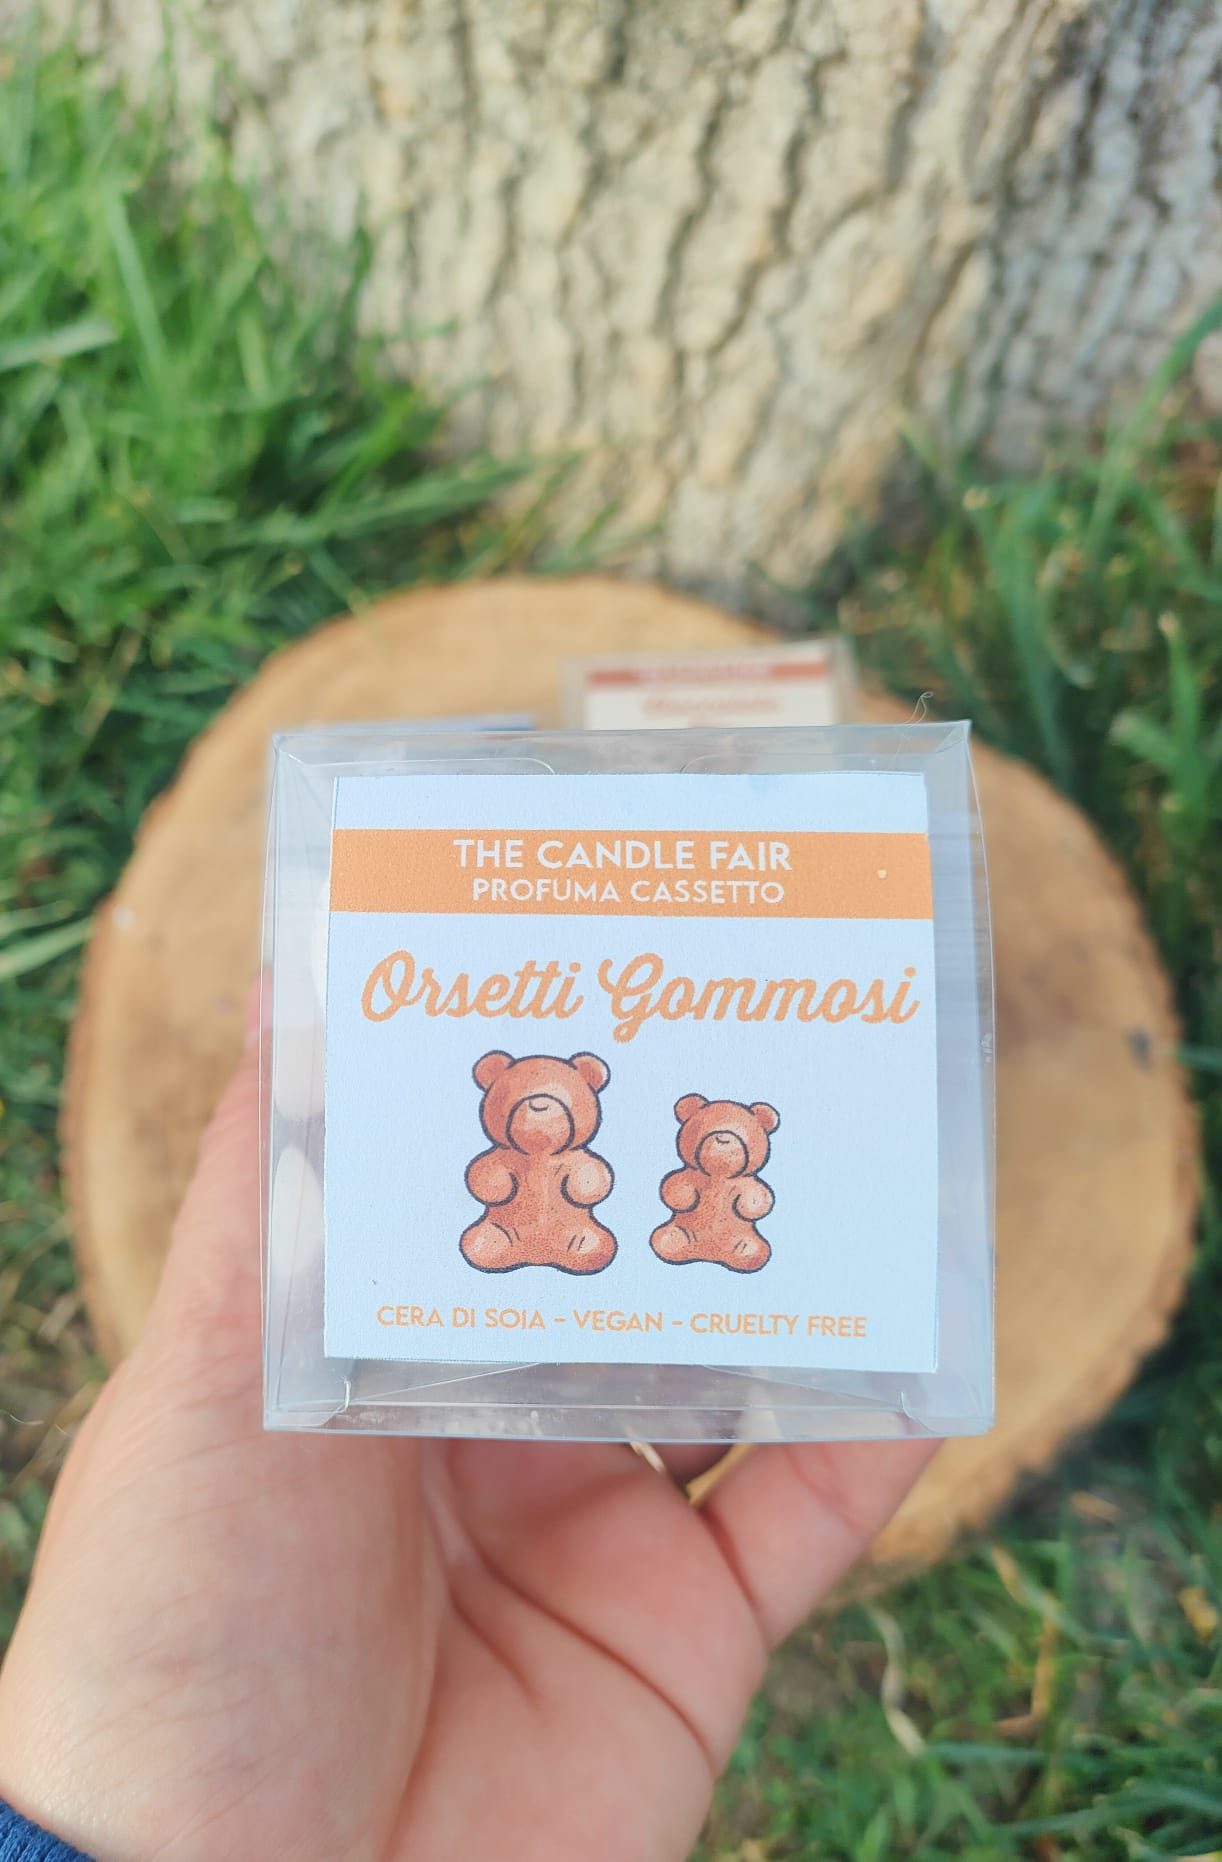 THE CANDLE FAIR
PROFUMA CASSETTO
Orsetti Gommosi
CERA DI SOIA - VEGAN - CRUELTY FREE